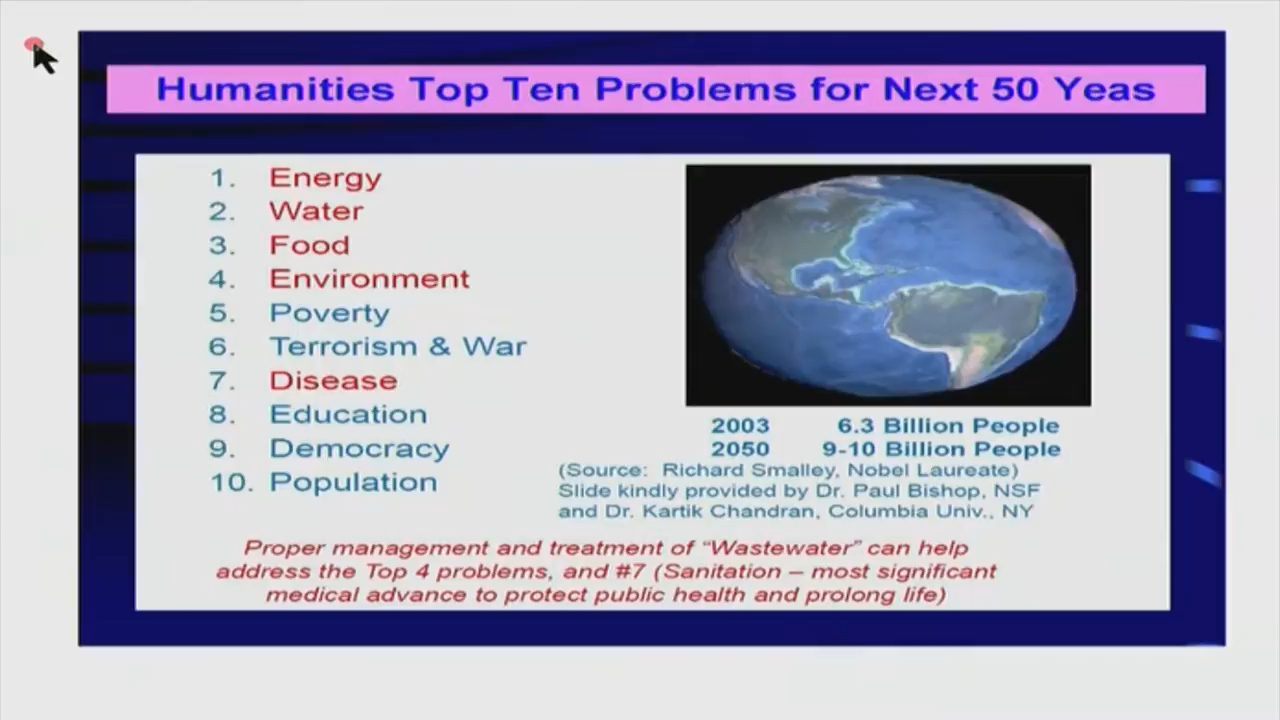 Humanities Top Ten Problems for Next 50 Yeas
1. Energy
2. Water
3. Food
4. Environment
5. Poverty
6. Terrorism & War
7. Disease
8. Education
9. Democracy
10. Population
2003 6.3 Billion People
2050 9-10 Billion People
(Source: Richard Smalley, Nobel Laureate)
Slide kindly provided by Dr. Paul Bishop, NSF
and Dr. Kartik Chandran, Columbia Univ., NY
Proper management and treatment of “Wastewater” can help
address the Top 4 problems, and #7 (Sanitation – most significant
medical advance to protect public health and prolong life)